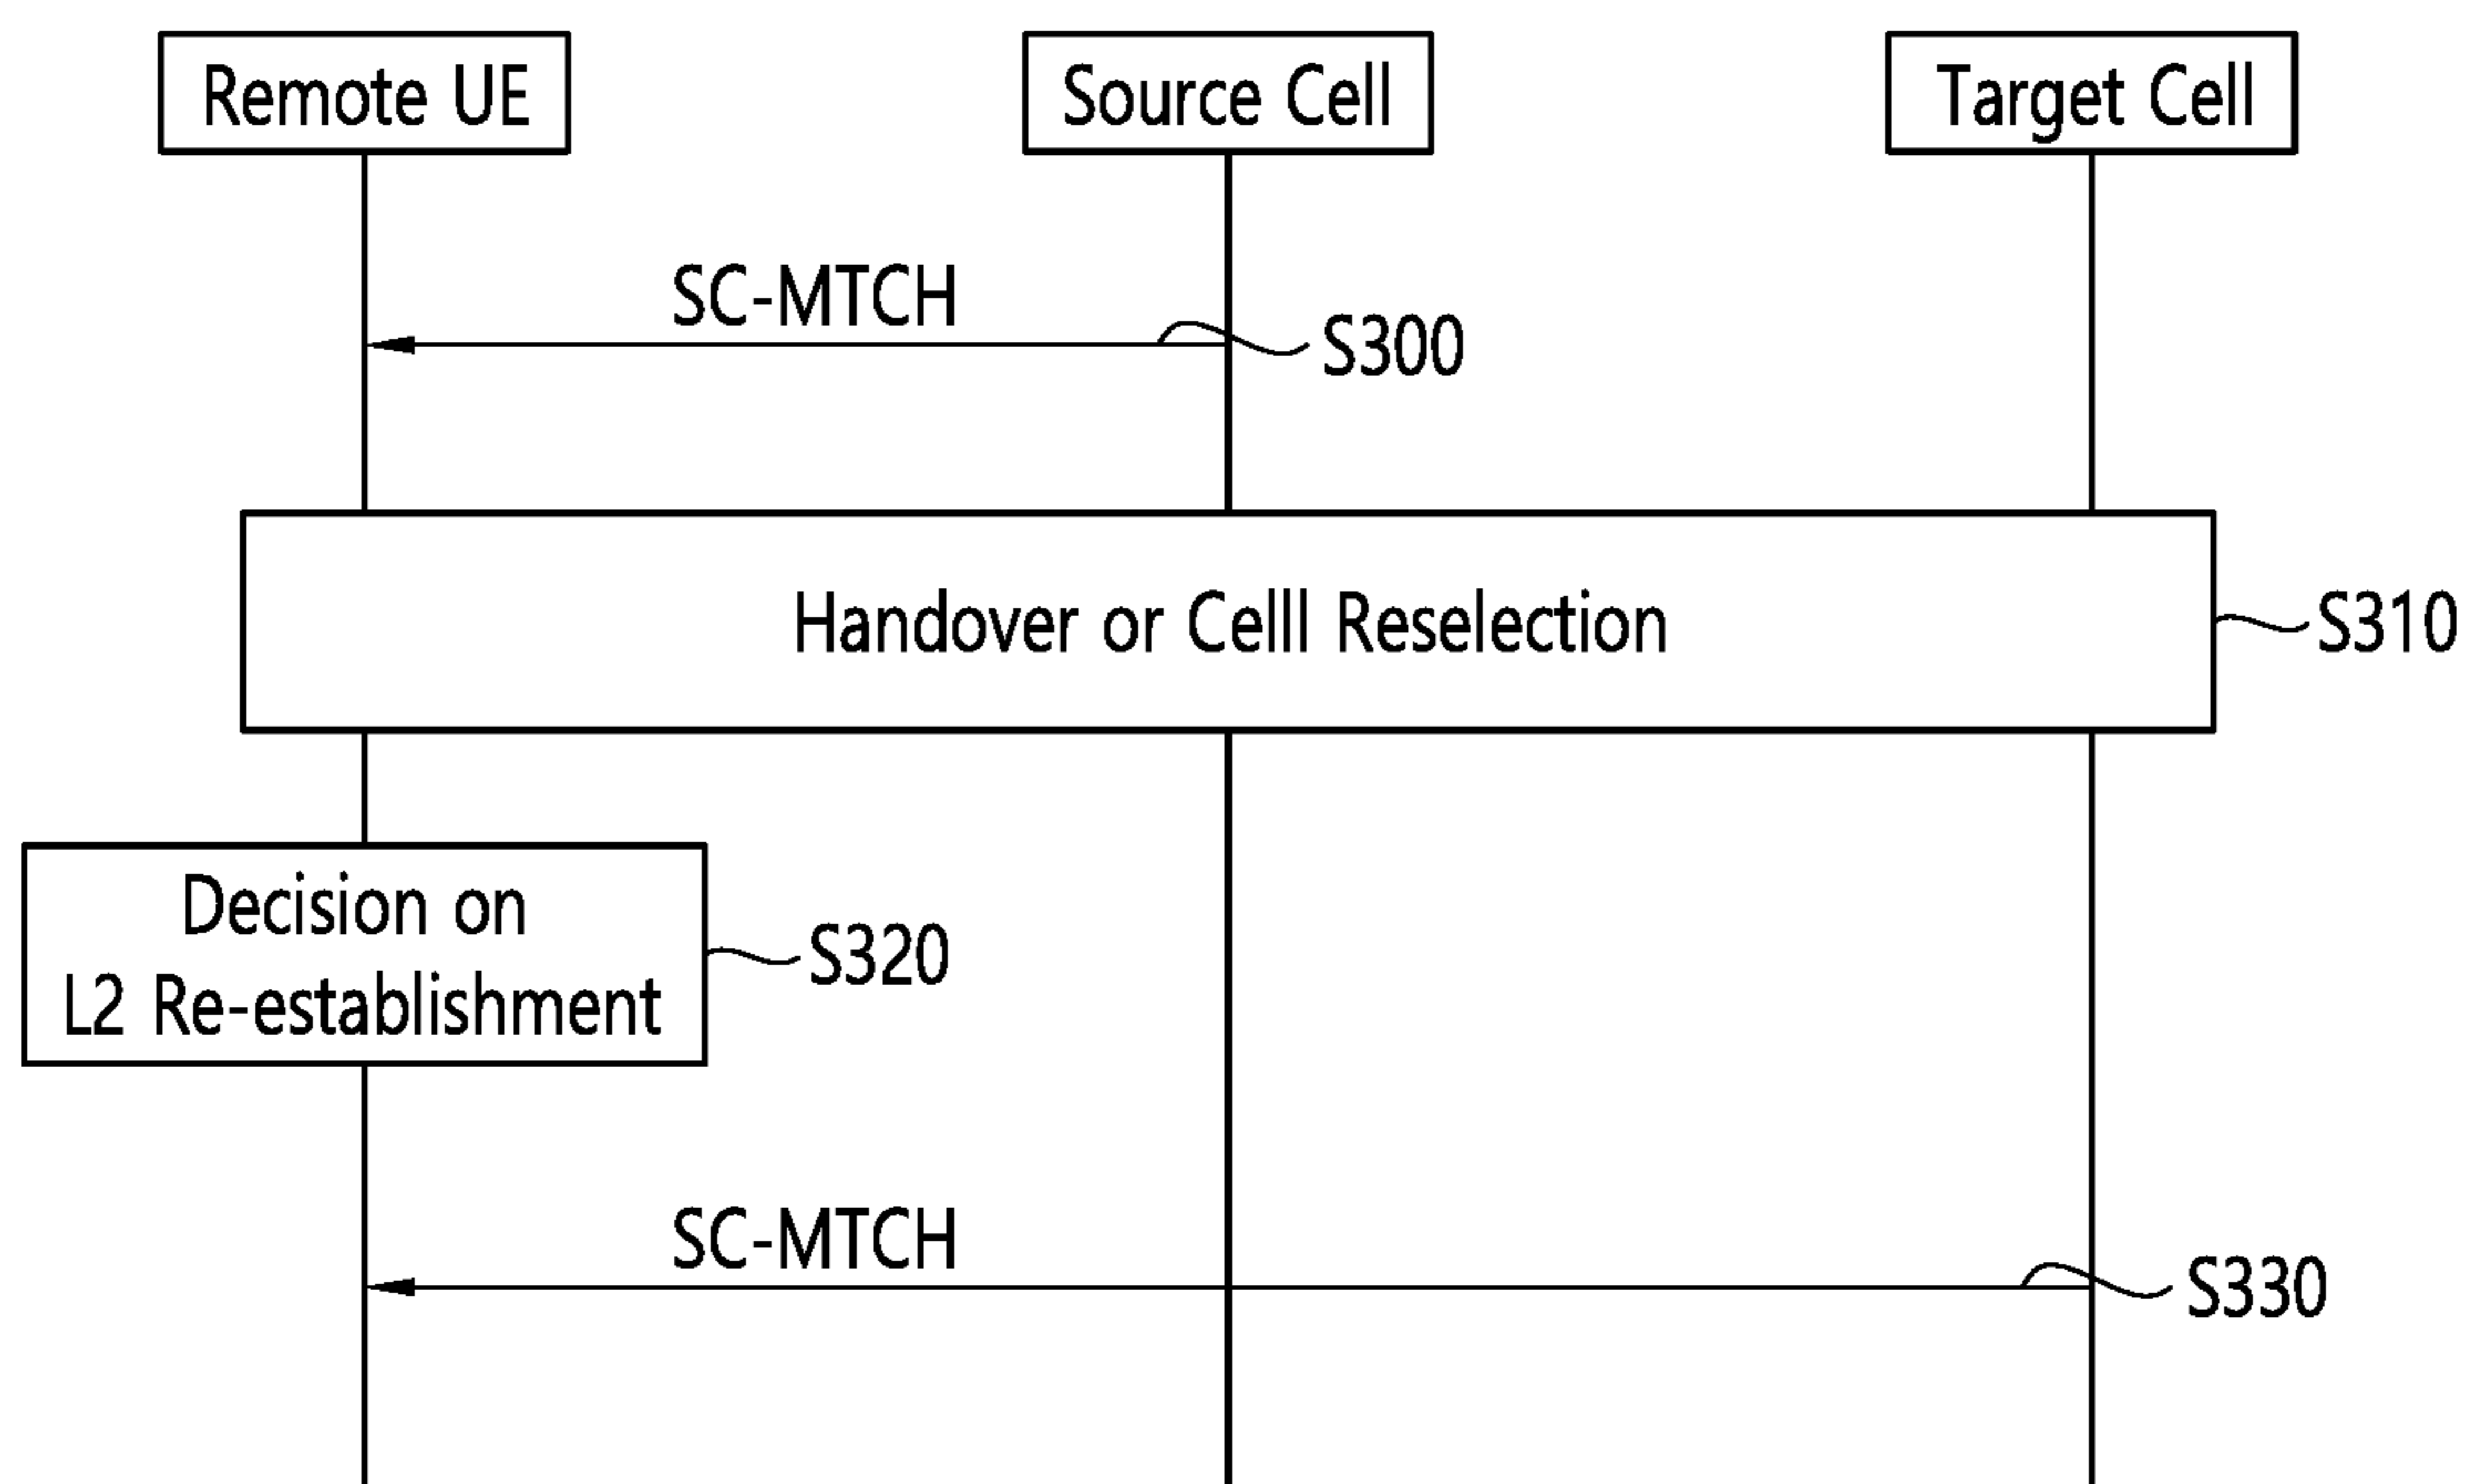 Remote UE
Source Cell
Target Cell
SC-MTCH
S300
Handover or Celll Reselection
S310
Decision on
L2 Re-establishment
S320
SC-MTCH
S330